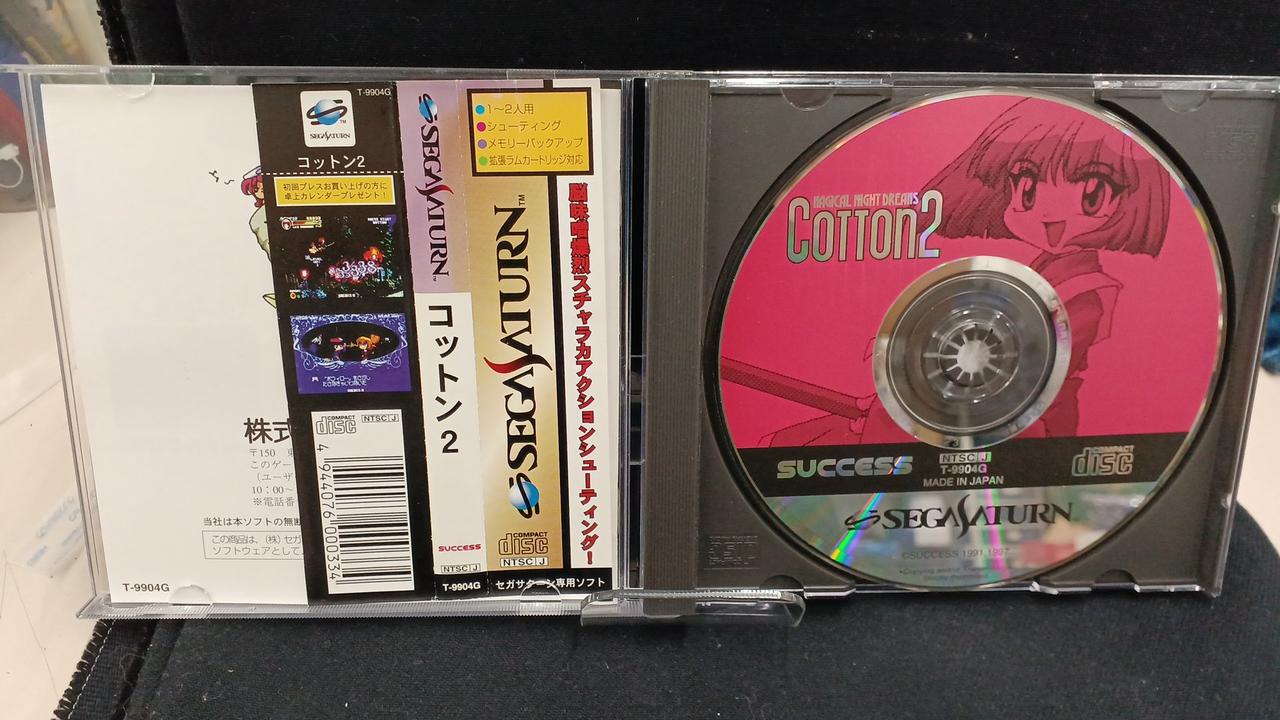 T-9904G
SEGA SATURN
コットン2
初回プレスお買い上げの方に
卓上カレンダープレゼント!
COMPACT
disc
NTSC J
4 944076 000334
株式
〒150
このゲー
(ユーザ
10:00~
※電話番
当社は本ソフトの無断
この商品は、(株)セガ
ソフトウェアとして
T-9904G
SEGA SATURN™
コットン2
SUCCESS
NTSC J
T-9904G
1~2人用
シューティング
メモリーバックアップ
拡張ラムカートリッジ対応
SEGA SATURN™
COMPACT
disc
NTSC J
セガサターン専用ソフト
脳味噌爆烈スチャラカアクションシューティング!
MAGICAL NIGHT DREAMS
COTTON2
SUCCESS
NTSC J
T-9904G
MADE IN JAPAN
COMPACT
disc
SEGA SATURN
©SUCCESS 1991,1997